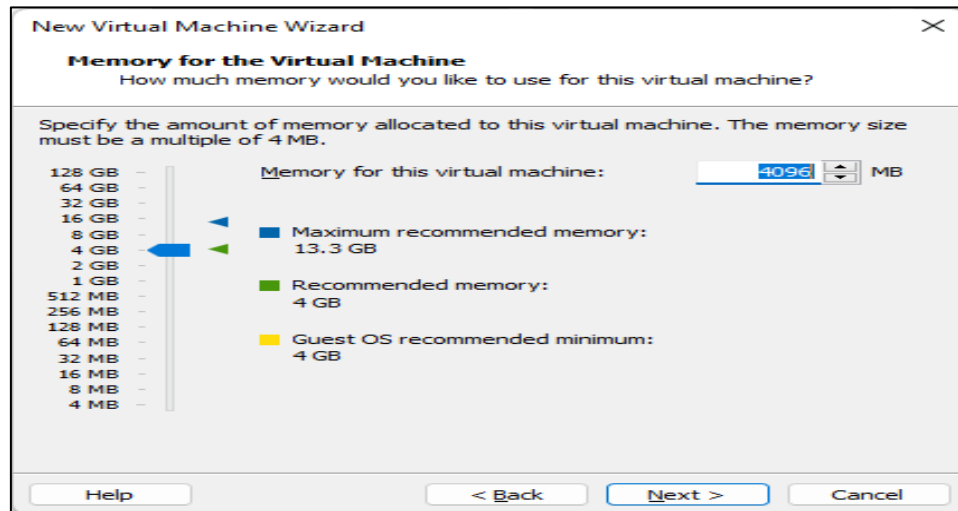 New Virtual Machine Wizard
Memory for the Virtual Machine
How much memory would you like to use for this virtual machine?
Specify the amount of memory allocated to this virtual machine. The memory size
must be a multiple of 4 MB.
128 GB
64 GB
32 GB
16 GB
8 GB
4 GB
2 GB
1 GB
512 MB
256 MB
128 MB
64 MB
32 MB
16 MB
8 MB
4 MB
Memory for this virtual machine: 4096 MB
Maximum recommended memory:
13.3 GB
Recommended memory:
4 GB
Guest OS recommended minimum:
4 GB
Help < Back Next > Cancel